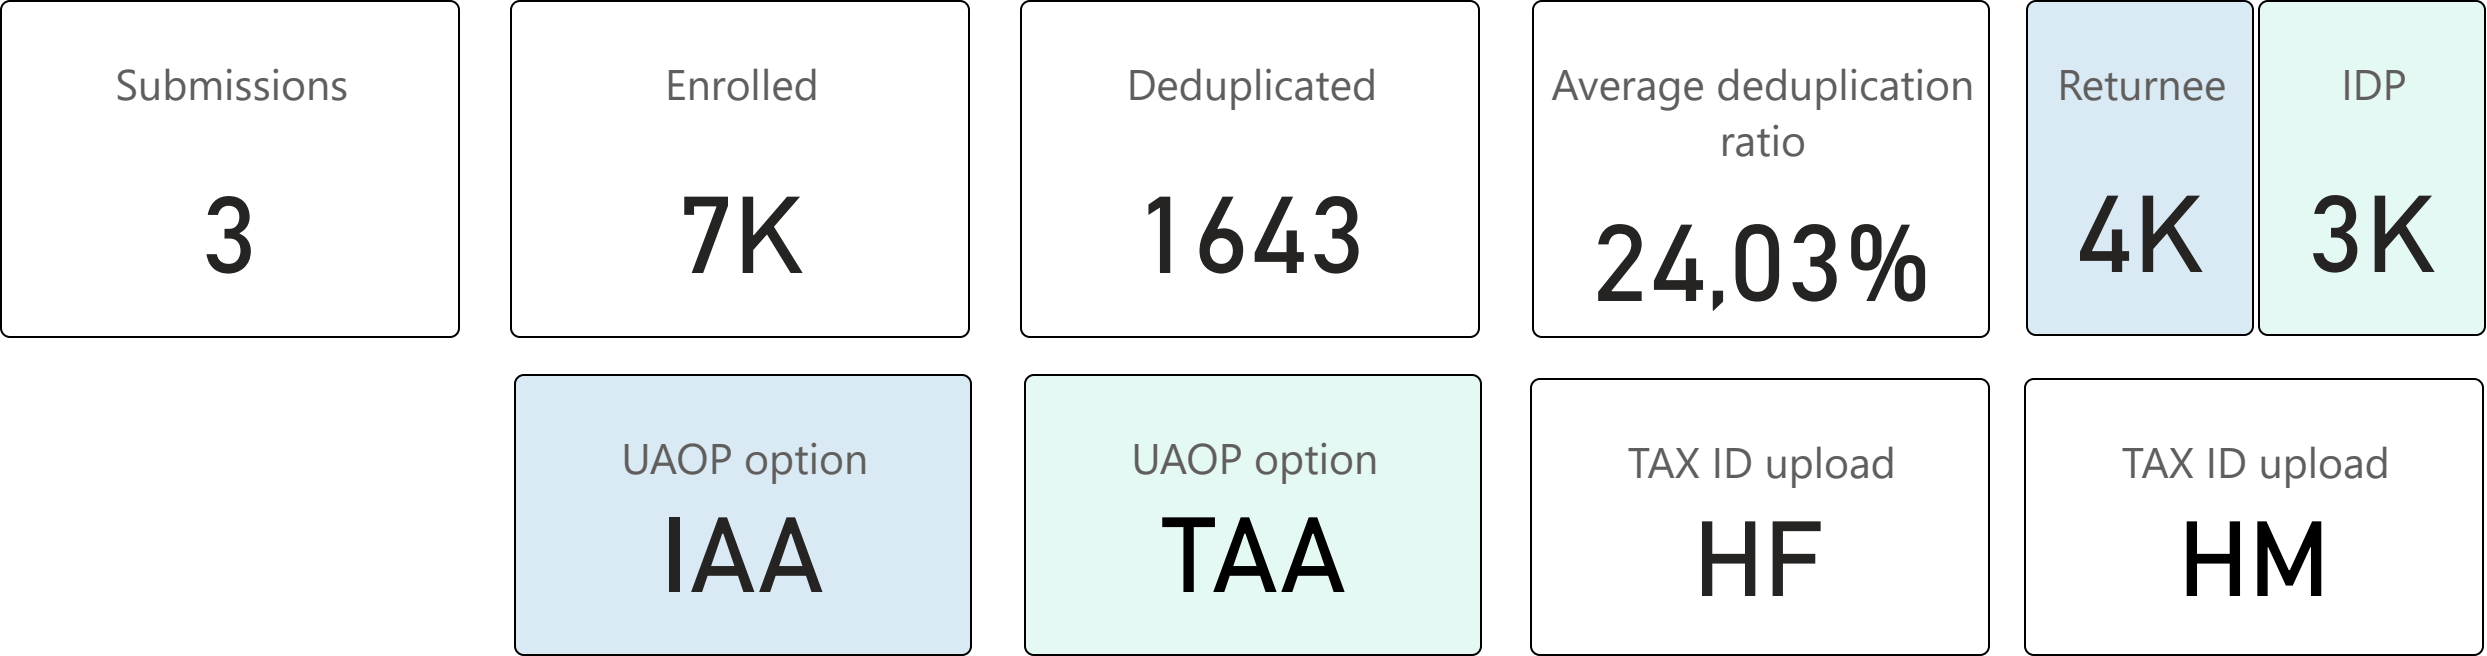 Submissions
3
Enrolled
7K
Deduplicated
1643
Average deduplication
ratio
24,03%
Returnee
4K
IDP
3K
UAOP option
IAA
UAOP option
TAA
TAX ID upload
HF
TAX ID upload
HM